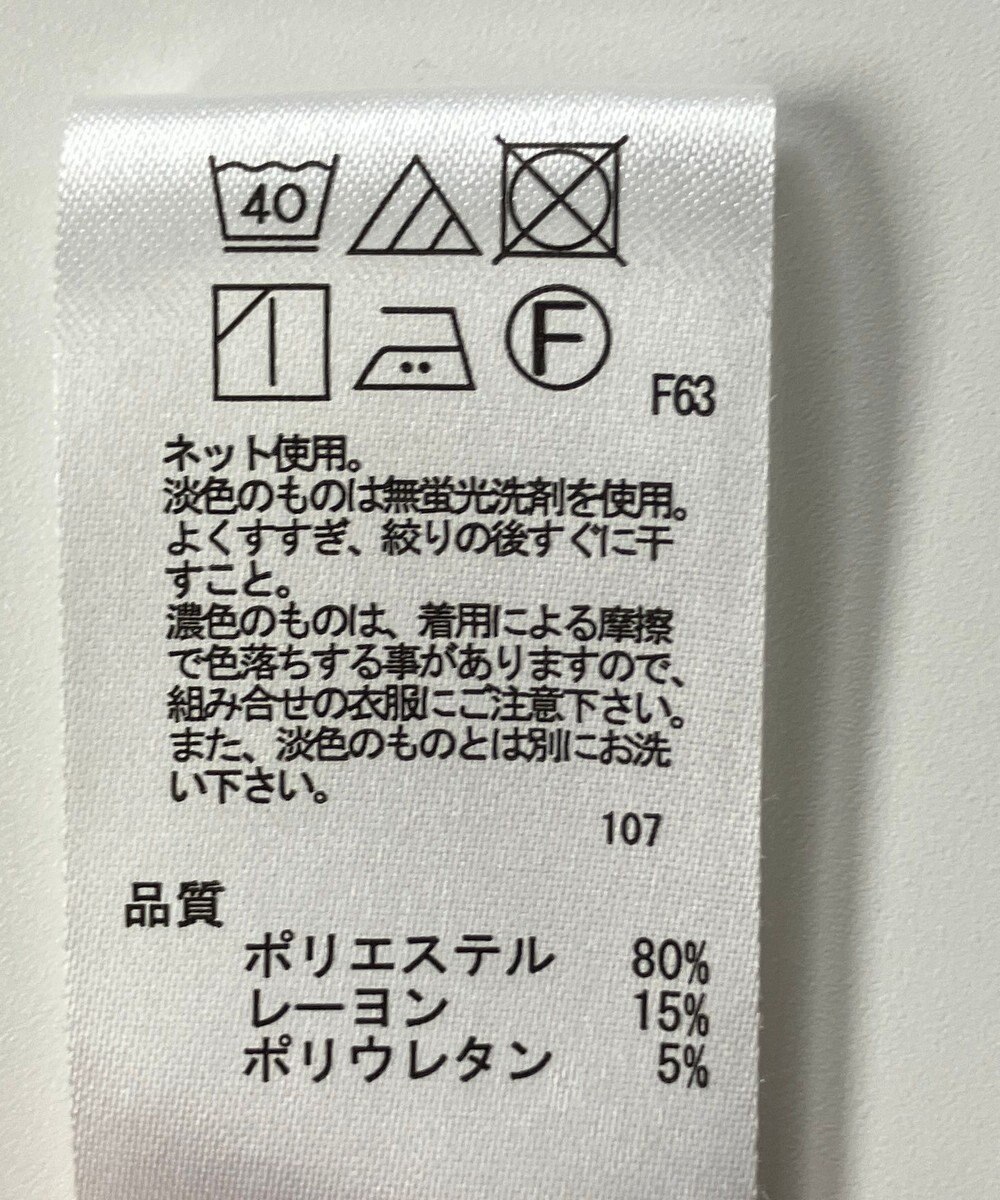 40
F
F63
ネット使用。
淡色のものは無蛍光洗剤を使用。
よくすすぎ、絞りの後すぐに干
すこと。
濃色のものは、着用による摩擦
で色落ちする事がありますので、
組み合せの衣服にご注意下さい。
また、淡色のものとは別にお洗
い下さい。
107
品質
ポリエステル 80%
レーヨン 15%
ポリウレタン 5%